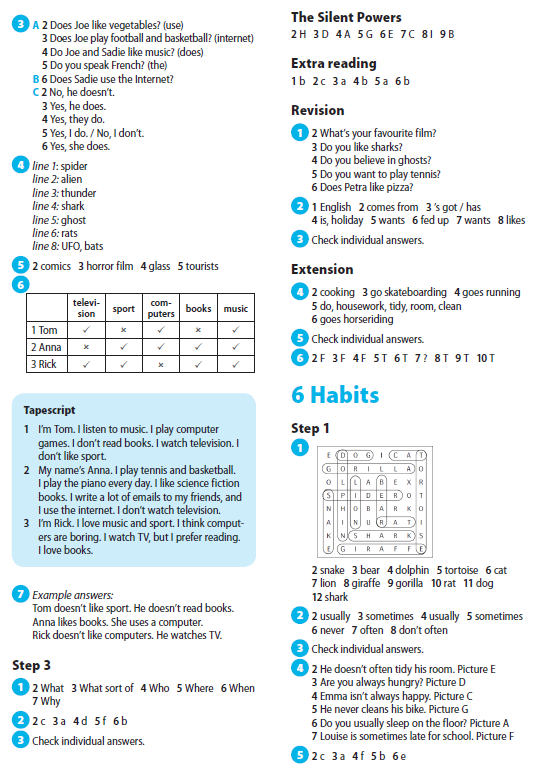 3 A 2 Does Joe like vegetables? (use)
3 Does Joe play football and basketball? (internet)
4 Do Joe and Sadie like music? (does)
5 Do you speak French? (the)
B 6 Does Sadie use the Internet?
C 2 No, he doesn't.
3 Yes, he does.
4 Yes, they do.
5 Yes, I do. / No, I don't.
6 Yes, she does.
4 line 1: spider
line 2: alien
line 3: thunder
line 4: shark
line 5: ghost
line 6: rats
line 8: UFO, bats
5 2 comics 3 horror film 4 glass 5 tourists
6
televi-
sion
sport
com-
puters
books
music
1 Tom ✓ × ✓ × ✓
2 Anna × ✓ ✓ ✓ ✓
3 Rick ✓ ✓ × ✓ ✓
Tapescript
1 I'm Tom. I listen to music. I play computer
games. I don't read books. I watch television. I
don't like sport.
2 My name's Anna. I play tennis and basketball.
I play the piano every day. I like science fiction
books. I write a lot of emails to my friends, and
I use the internet. I don't watch television.
3 I'm Rick. I love music and sport. I think comput-
ers are boring. I watch TV, but I prefer reading.
I love books.
7 Example answers:
Tom doesn't like sport. He doesn't read books.
Anna likes books. She uses a computer.
Rick doesn't like computers. He watches TV.
Step 3
1 2 What 3 What sort of 4 Who 5 Where 6 When
7 Why
2 2 c 3 a 4 d 5 f 6 b
3 Check individual answers.
The Silent Powers
2 H 3 D 4 A 5 G 6 E 7 C 8 I 9 B
Extra reading
1 b 2 c 3 a 4 b 5 a 6 b
Revision
1 2 What's your favourite film?
3 Do you like sharks?
4 Do you believe in ghosts?
5 Do you want to play tennis?
6 Does Petra like pizza?
2 1 English 2 comes from 3 's got / has
4 is, holiday 5 wants 6 fed up 7 wants 8 likes
3 Check individual answers.
Extension
4 2 cooking 3 go skateboarding 4 goes running
5 do, housework, tidy, room, clean
6 goes horseriding
5 Check individual answers.
6 2 F 3 F 4 F 5 T 6 T 7 ? 8 T 9 T 10 T
6 Habits
Step 1
1
E D O G I C A T
G O R I L L A O
O L L A B E X R
S P I D E R O T
N H O B A R K O
A I N U R A T I
K N S H A R K S
E G I R A F F E
2 snake 3 bear 4 dolphin 5 tortoise 6 cat
7 lion 8 giraffe 9 gorilla 10 rat 11 dog
12 shark
2 2 usually 3 sometimes 4 usually 5 sometimes
6 never 7 often 8 don't often
3 Check individual answers.
4 2 He doesn't often tidy his room. Picture E
3 Are you always hungry? Picture D
4 Emma isn't always happy. Picture C
5 He never cleans his bike. Picture G
6 Do you usually sleep on the floor? Picture A
7 Louise is sometimes late for school. Picture F
5 2 c 3 a 4 f 5 b 6 e